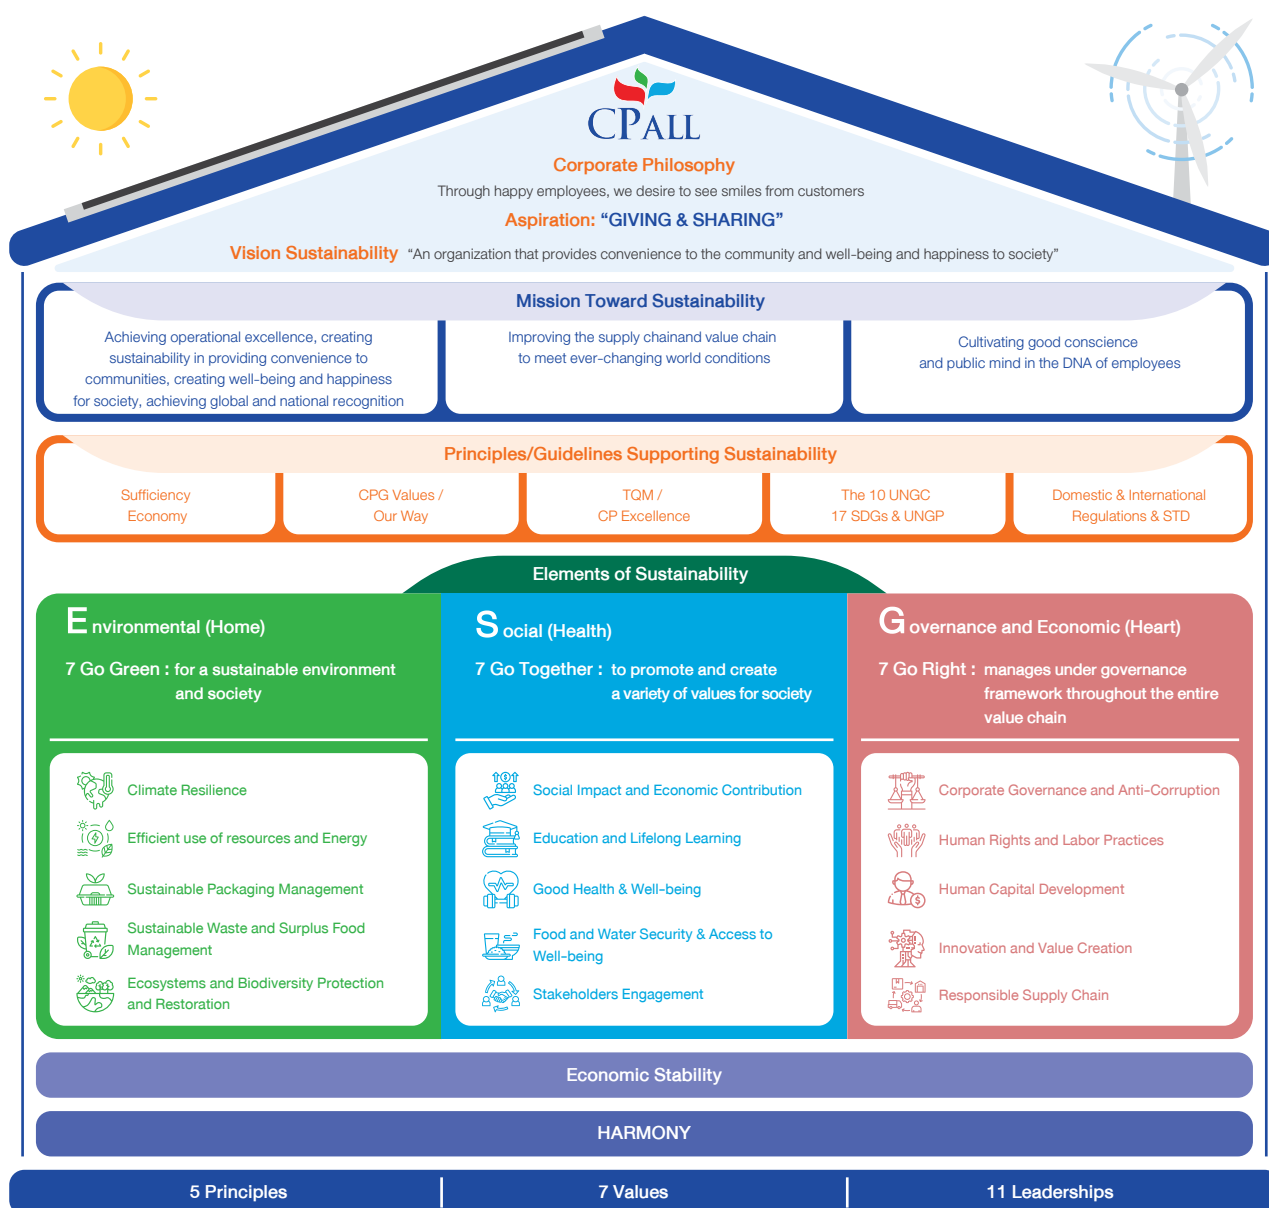 CPALL
Corporate Philosophy
Through happy employees, we desire to see smiles from customers
Aspiration: “GIVING & SHARING”
Vision Sustainability “An organization that provides convenience to the community and well-being and happiness to society”
Mission Toward Sustainability
Achieving operational excellence, creating
sustainability in providing convenience to
communities, creating well-being and happiness
for society, achieving global and national recognition
Improving the supply chainand value chain
to meet ever-changing world conditions
Cultivating good conscience
and public mind in the DNA of employees
Principles/Guidelines Supporting Sustainability
Sufficiency
Economy
CPG Values /
Our Way
TQM /
CP Excellence
The 10 UNGC
17 SDGs & UNGP
Domestic & International
Regulations & STD
Elements of Sustainability
Environmental (Home)
7 Go Green : for a sustainable environment
and society
Climate Resilience
Efficient use of resources and Energy
Sustainable Packaging Management
Sustainable Waste and Surplus Food
Management
Ecosystems and Biodiversity Protection
and Restoration
Social (Health)
7 Go Together : to promote and create
a variety of values for society
Social Impact and Economic Contribution
Education and Lifelong Learning
Good Health & Well-being
Food and Water Security & Access to
Well-being
Stakeholders Engagement
Governance and Economic (Heart)
7 Go Right : manages under governance
framework throughout the entire
value chain
Corporate Governance and Anti-Corruption
Human Rights and Labor Practices
Human Capital Development
Innovation and Value Creation
Responsible Supply Chain
Economic Stability
HARMONY
5 Principles
7 Values
11 Leaderships